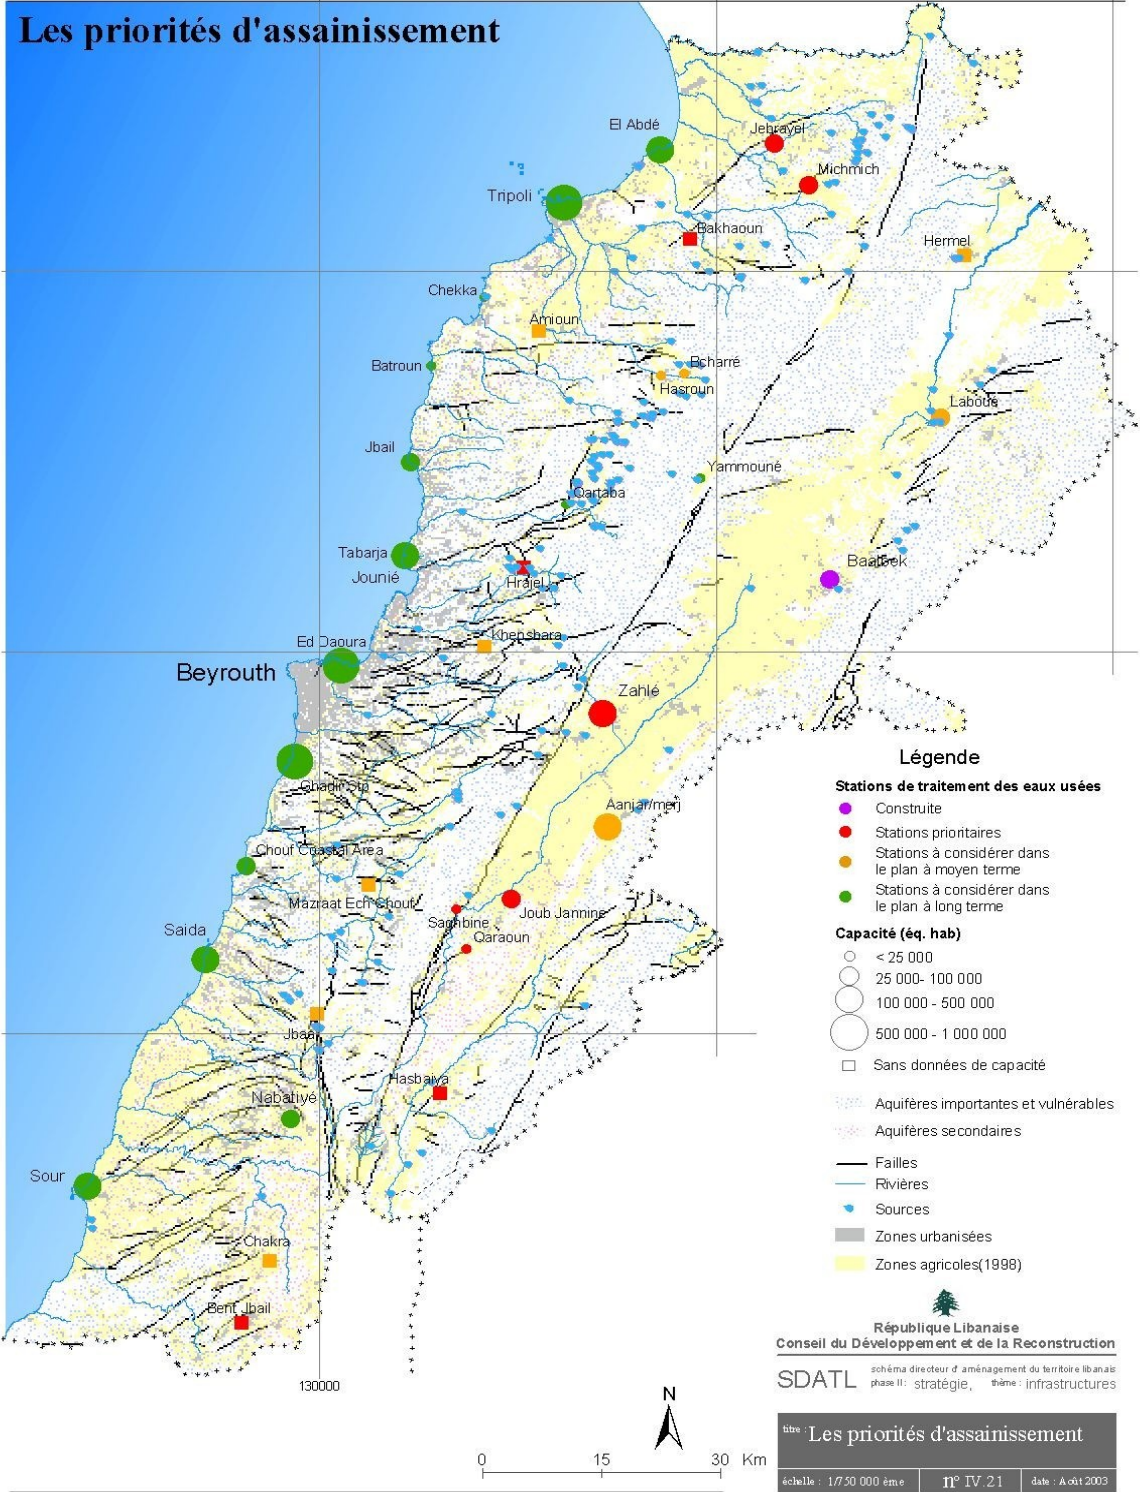 Les priorités d'assainissement
El Abdé
Jebrayel
Michmich
Tripoli
Bakhaoun
Hermel
Chekka
Amioun
Batroun
Bcharré
Hasroun
Laboué
Jbail
Yammouné
Qartaba
Tabarja
Jounié
Hrajel
Baalbek
Ed Daoura
Khenshara
Beyrouth
Zahlé
Ghadir Stp
Aanjar/merj
Chouf Coastal Area
Mazraat Ech Chouf
Saghbine
Joub Jannine
Saida
Qaraoun
Jbaa
Hasbaiya
Nabatiyé
Sour
Chakra
Bent Jbail
130000
Légende
Stations de traitement des eaux usées
Construite
Stations prioritaires
Stations à considérer dans
le plan à moyen terme
Stations à considérer dans
le plan à long terme
Capacité (éq. hab)
< 25 000
25 000- 100 000
100 000 - 500 000
500 000 - 1 000 000
Sans données de capacité
Aquifères importantes et vulnérables
Aquifères secondaires
Failles
Rivières
Sources
Zones urbanisées
Zones agricoles(1998)
République Libanaise
Conseil du Développement et de la Reconstruction
SDATL
schéma directeur d' aménagement du territoire libanais
phase II : stratégie, thème : infrastructures
N
0 15 30 Km
titre : Les priorités d'assainissement
échelle : 1/750 000 ème n° IV.21 date : Août 2003